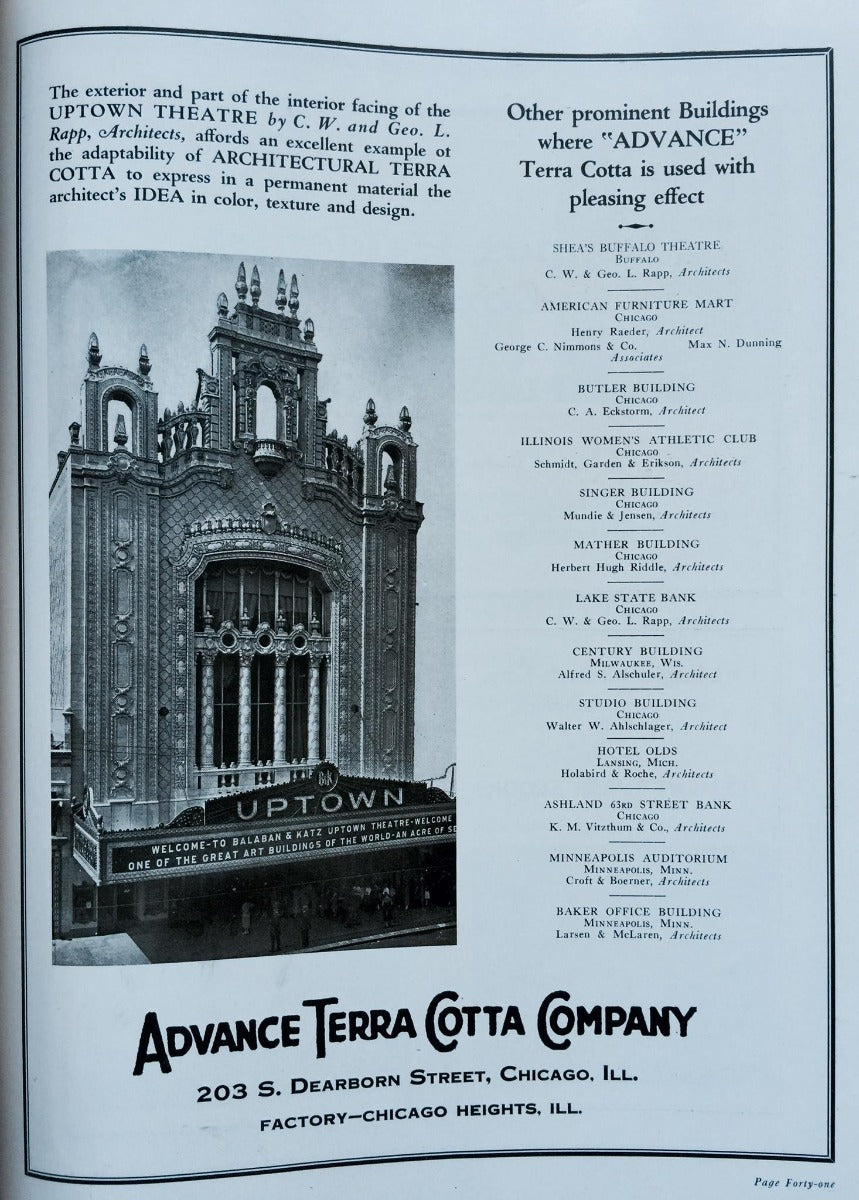 The exterior and part of the interior facing of the
UPTOWN THEATRE by C. W. and Geo. L.
Rapp, Architects, affords an excellent example of
the adaptability of ARCHITECTURAL TERRA
COTTA to express in a permanent material the
architect's IDEA in color, texture and design.
B&K
UPTOWN
WELCOME-TO BALABAN & KATZ UPTOWN THEATRE-WELCOME
ONE OF THE GREAT ART BUILDINGS OF THE WORLD-AN ACRE OF SE
Other prominent Buildings
where "ADVANCE"
Terra Cotta is used with
pleasing effect
SHEA'S BUFFALO THEATRE
BUFFALO
C. W. & Geo. L. Rapp, Architects
AMERICAN FURNITURE MART
CHICAGO
Henry Raeder, Architect
George C. Nimmons & Co. Max N. Dunning
Associates
BUTLER BUILDING
CHICAGO
C. A. Eckstorm, Architect
ILLINOIS WOMEN'S ATHLETIC CLUB
CHICAGO
Schmidt, Garden & Erikson, Architects
SINGER BUILDING
CHICAGO
Mundie & Jensen, Architects
MATHER BUILDING
CHICAGO
Herbert Hugh Riddle, Architects
LAKE STATE BANK
CHICAGO
C. W. & Geo. L. Rapp, Architects
CENTURY BUILDING
MILWAUKEE, WIS.
Alfred S. Alschuler, Architect
STUDIO BUILDING
CHICAGO
Walter W. Ahlschlager, Architect
HOTEL OLDS
LANSING, MICH.
Holabird & Roche, Architects
ASHLAND 63RD STREET BANK
CHICAGO
K. M. Vitzthum & Co., Architects
MINNEAPOLIS AUDITORIUM
MINNEAPOLIS, MINN.
Croft & Boerner, Architects
BAKER OFFICE BUILDING
MINNEAPOLIS, MINN.
Larsen & McLaren, Architects
ADVANCE TERRA COTTA COMPANY
203 S. DEARBORN STREET, CHICAGO, ILL.
FACTORY—CHICAGO HEIGHTS, ILL.
Page Forty-one